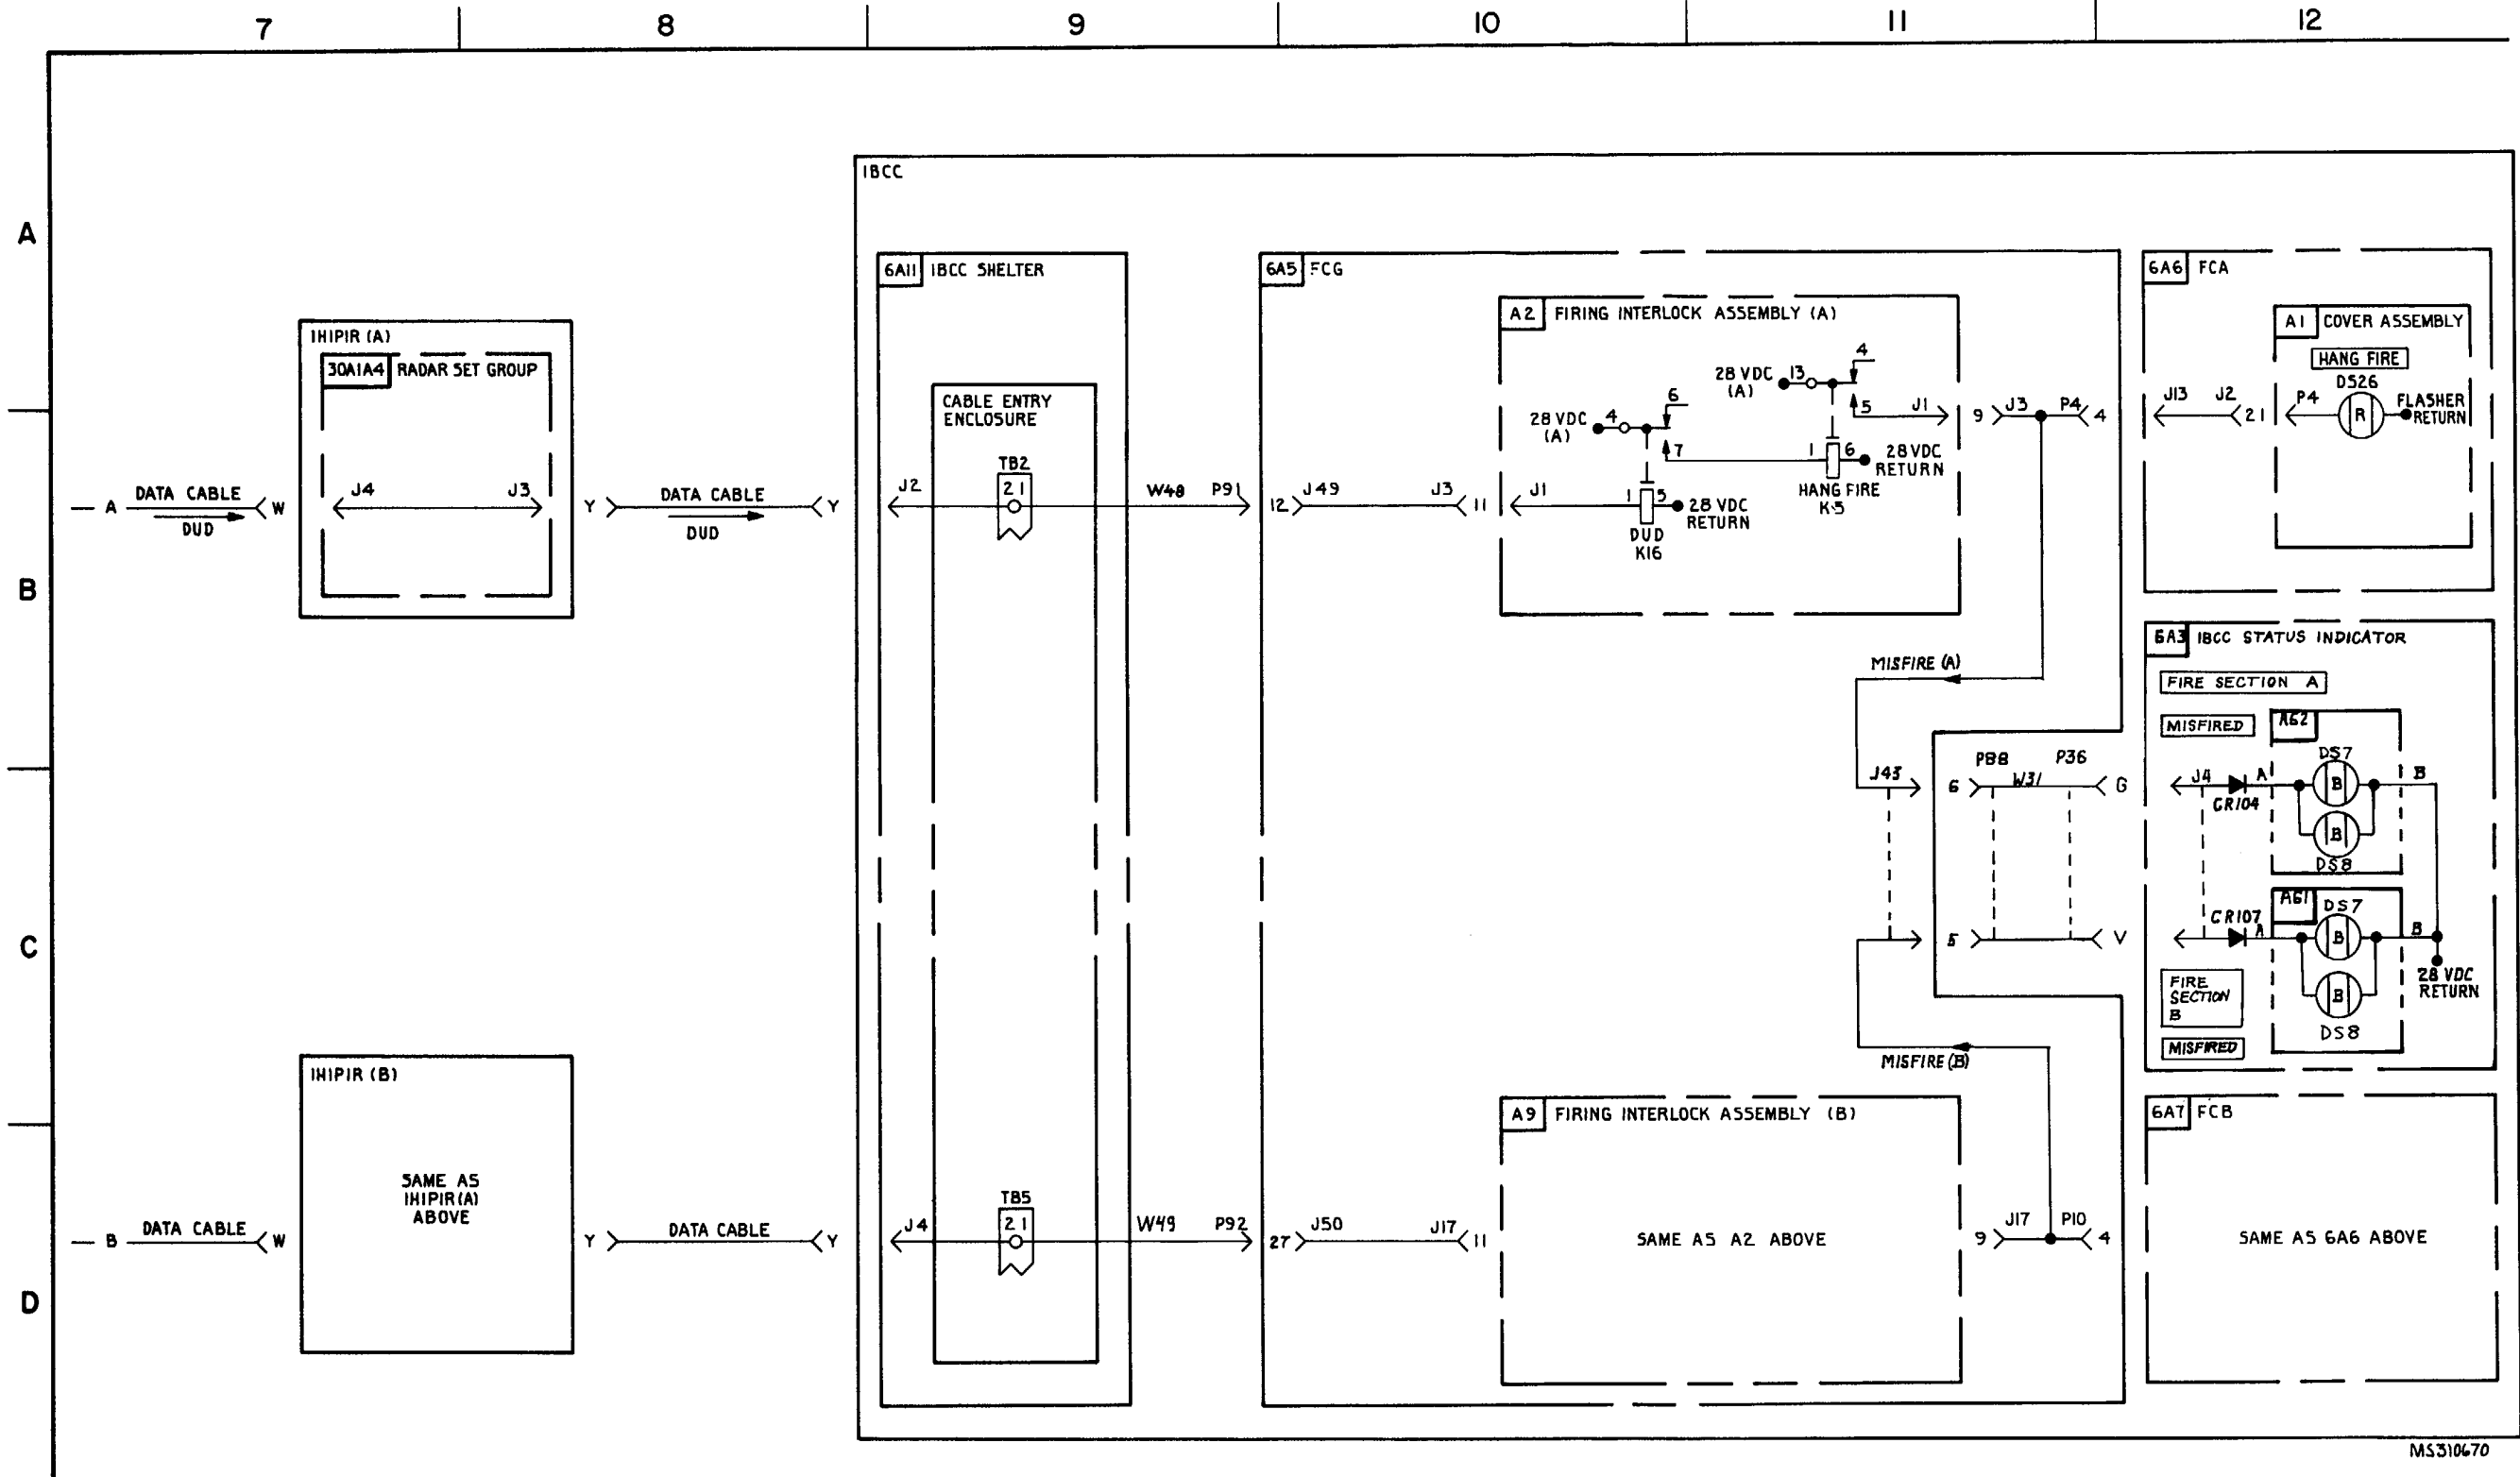 7 8 9 10 11 12
A
B
C
D
IBCC
6A11 IBCC SHELTER
CABLE ENTRY
ENCLOSURE
TB2
21
J2
W48 P91
TB5
21
J4
W49 P92
IHIPIR (A)
30A1A4 RADAR SET GROUP
J4 J3
— A DATA CABLE W
DUD
Y DATA CABLE Y
DUD
IHIPIR (B)
SAME AS
IHIPIR (A)
ABOVE
— B DATA CABLE W
Y DATA CABLE Y
6A5 FCG
12 J49 J3 11
A2 FIRING INTERLOCK ASSEMBLY (A)
28 VDC
(A)
13
4
5
J1
28 VDC
(A)
4
6
7
1 6
28 VDC
RETURN
HANG FIRE
K5
J1
1 5
28 VDC
RETURN
DUD
K16
9 J3 P4 4
MISFIRE (A)
J43
6 P88 W31 P36 G
5 V
MISFIRE (B)
27 J50 J17 11
A9 FIRING INTERLOCK ASSEMBLY (B)
SAME AS A2 ABOVE
9 J17 P10 4
6A6 FCA
A1 COVER ASSEMBLY
HANG FIRE
DS26
J13 J2 21 P4 R
FLASHER
RETURN
6A3 IBCC STATUS INDICATOR
FIRE SECTION A
MISFIRED
A62
DS7
J4 A B B
CR104
B
DS8
A61
DS7
CR107
A B B
B
DS8
28 VDC
RETURN
FIRE
SECTION
B
MISFIRED
6A7 FCB
SAME AS 6A6 ABOVE
MS310670